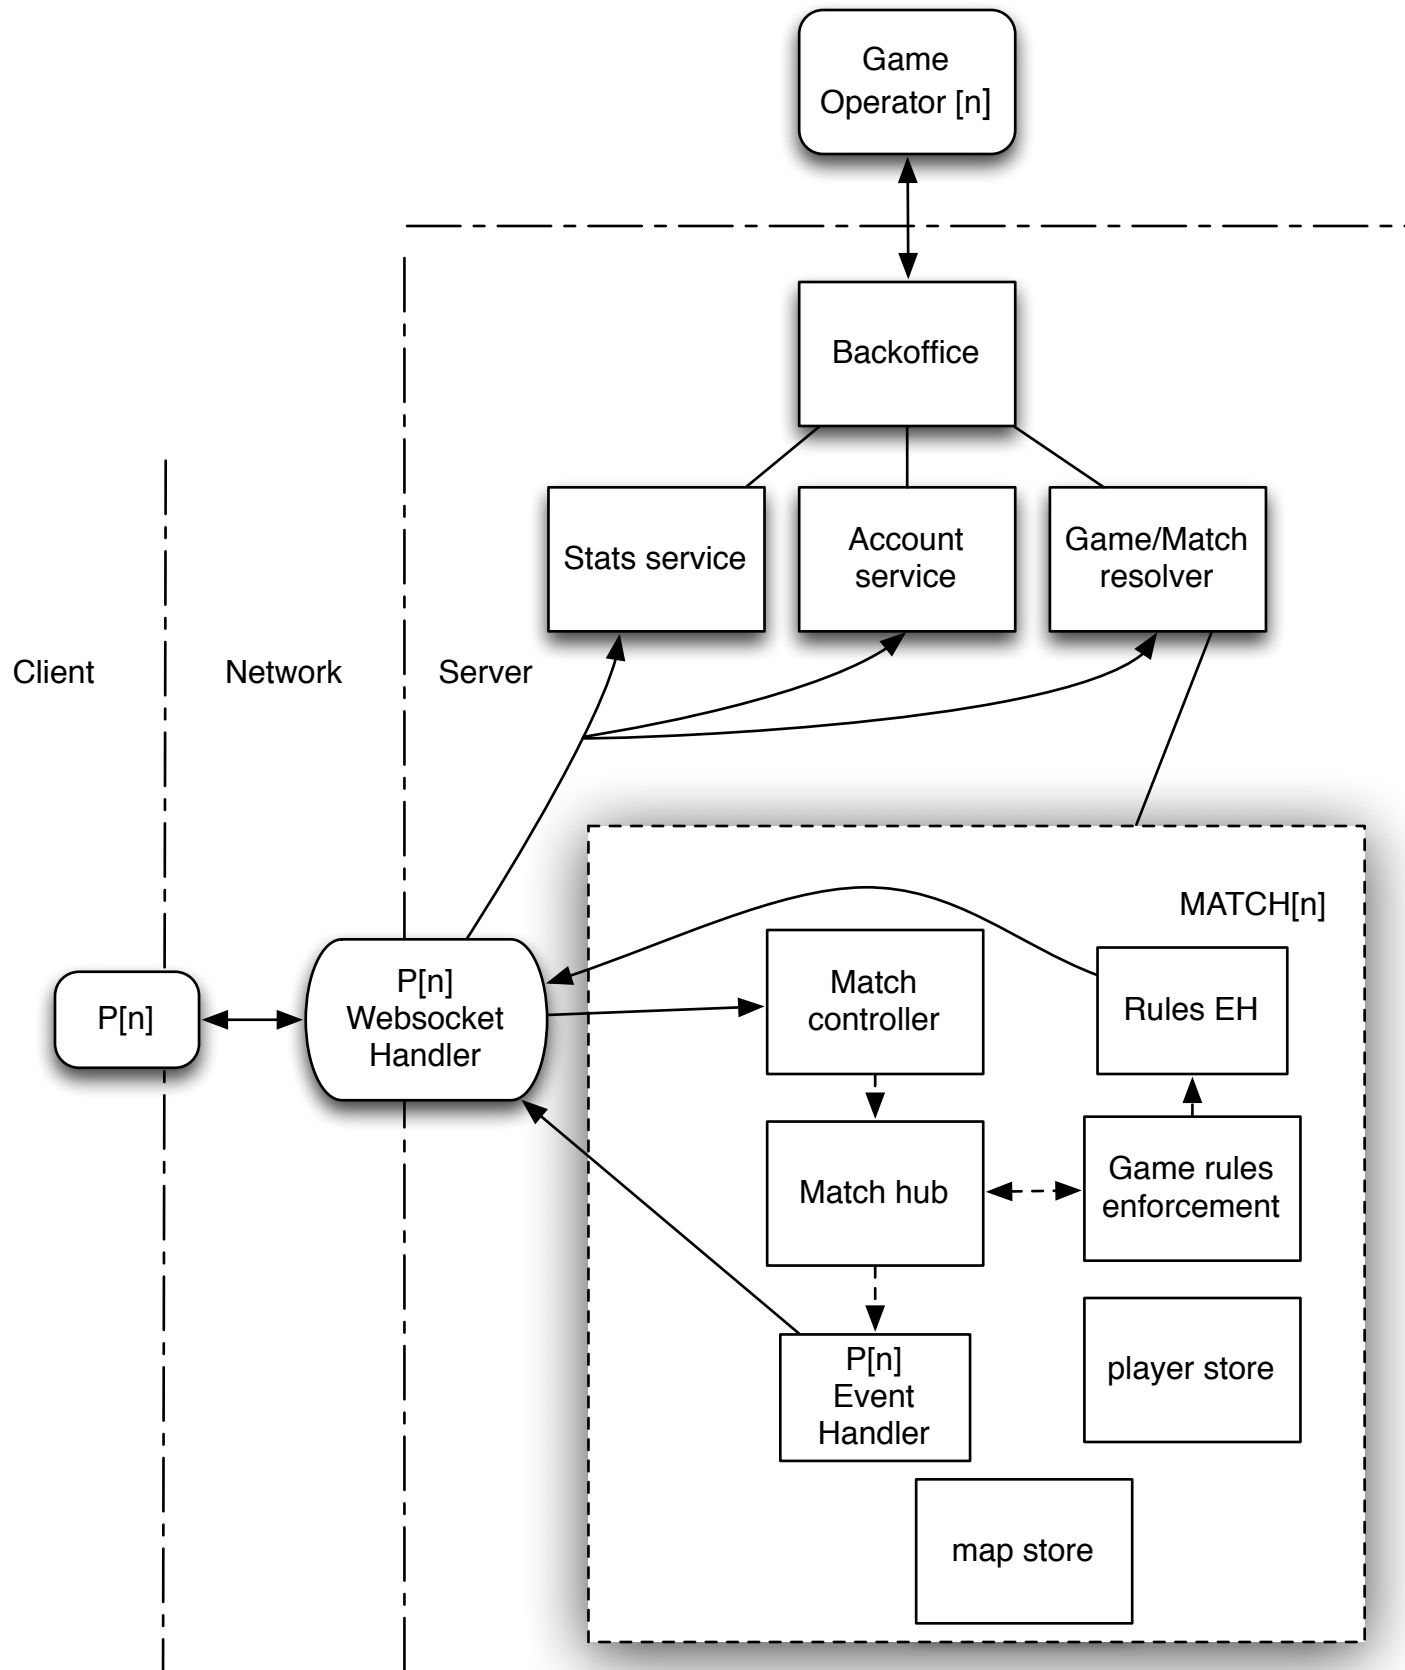 Game
Operator [n]
Backoffice
Stats service
Account
service
Game/Match
resolver
Client
Network
Server
MATCH[n]
P[n]
P[n]
Websocket
Handler
Match
controller
Rules EH
Match hub
Game rules
enforcement
P[n]
Event
Handler
player store
map store